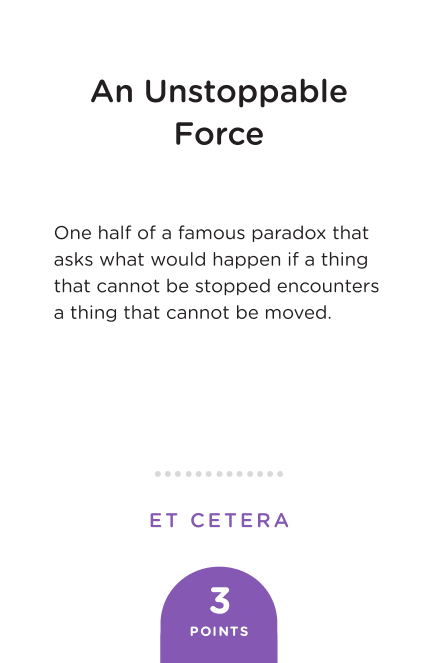 An Unstoppable
Force
One half of a famous paradox that
asks what would happen if a thing
that cannot be stopped encounters
a thing that cannot be moved.
ET CETERA
3
POINTS